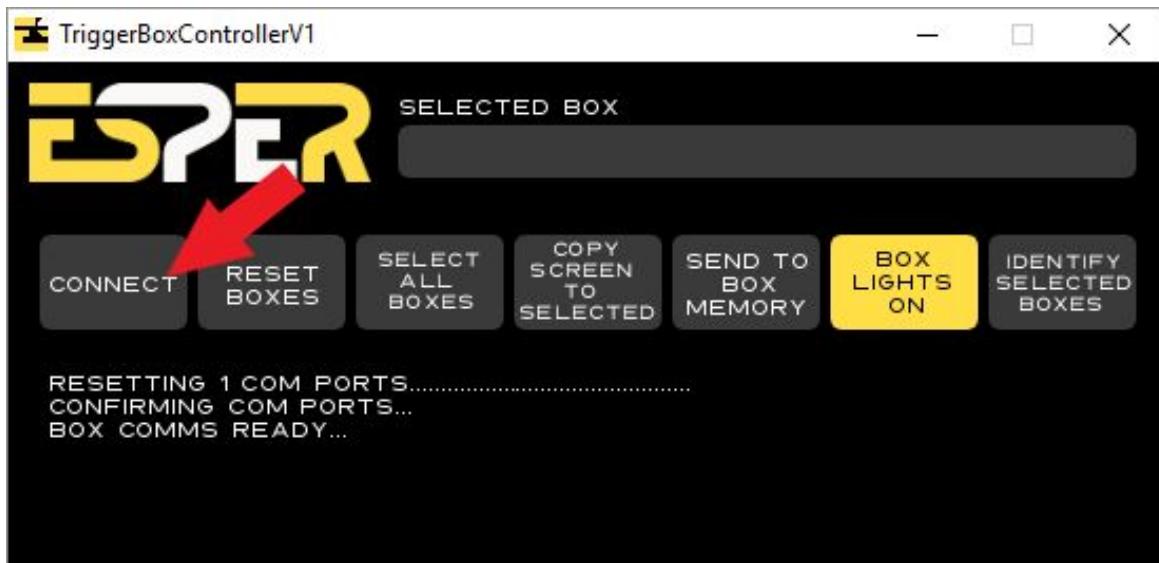 TriggerBoxControllerV1
ESPER
SELECTED BOX
CONNECT
RESET
BOXES
SELECT
ALL
BOXES
COPY
SCREEN
TO
SELECTED
SEND TO
BOX
MEMORY
BOX
LIGHTS
ON
IDENTIFY
SELECTED
BOXES
RESETTING 1 COM PORTS.............................................
CONFIRMING COM PORTS...
BOX COMMS READY...